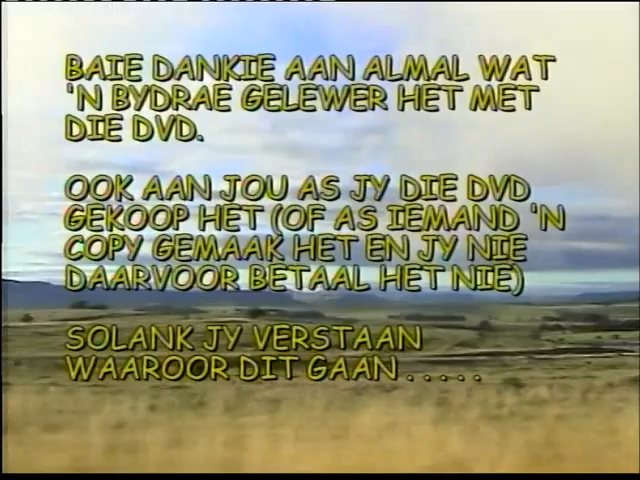 BAIE DANKIE AAN ALMAL WAT
'N BYDRAE GELEWER HET MET
DIE DVD.
OOK AAN JOU AS JY DIE DVD
GEKOOP HET (OF AS IEMAND 'N
COPY GEMAAK HET EN JY NIE
DAARVOOR BETAAL HET NIE)
SOLANK JY VERSTAAN
WAAROOR DIT GAAN . . . . .